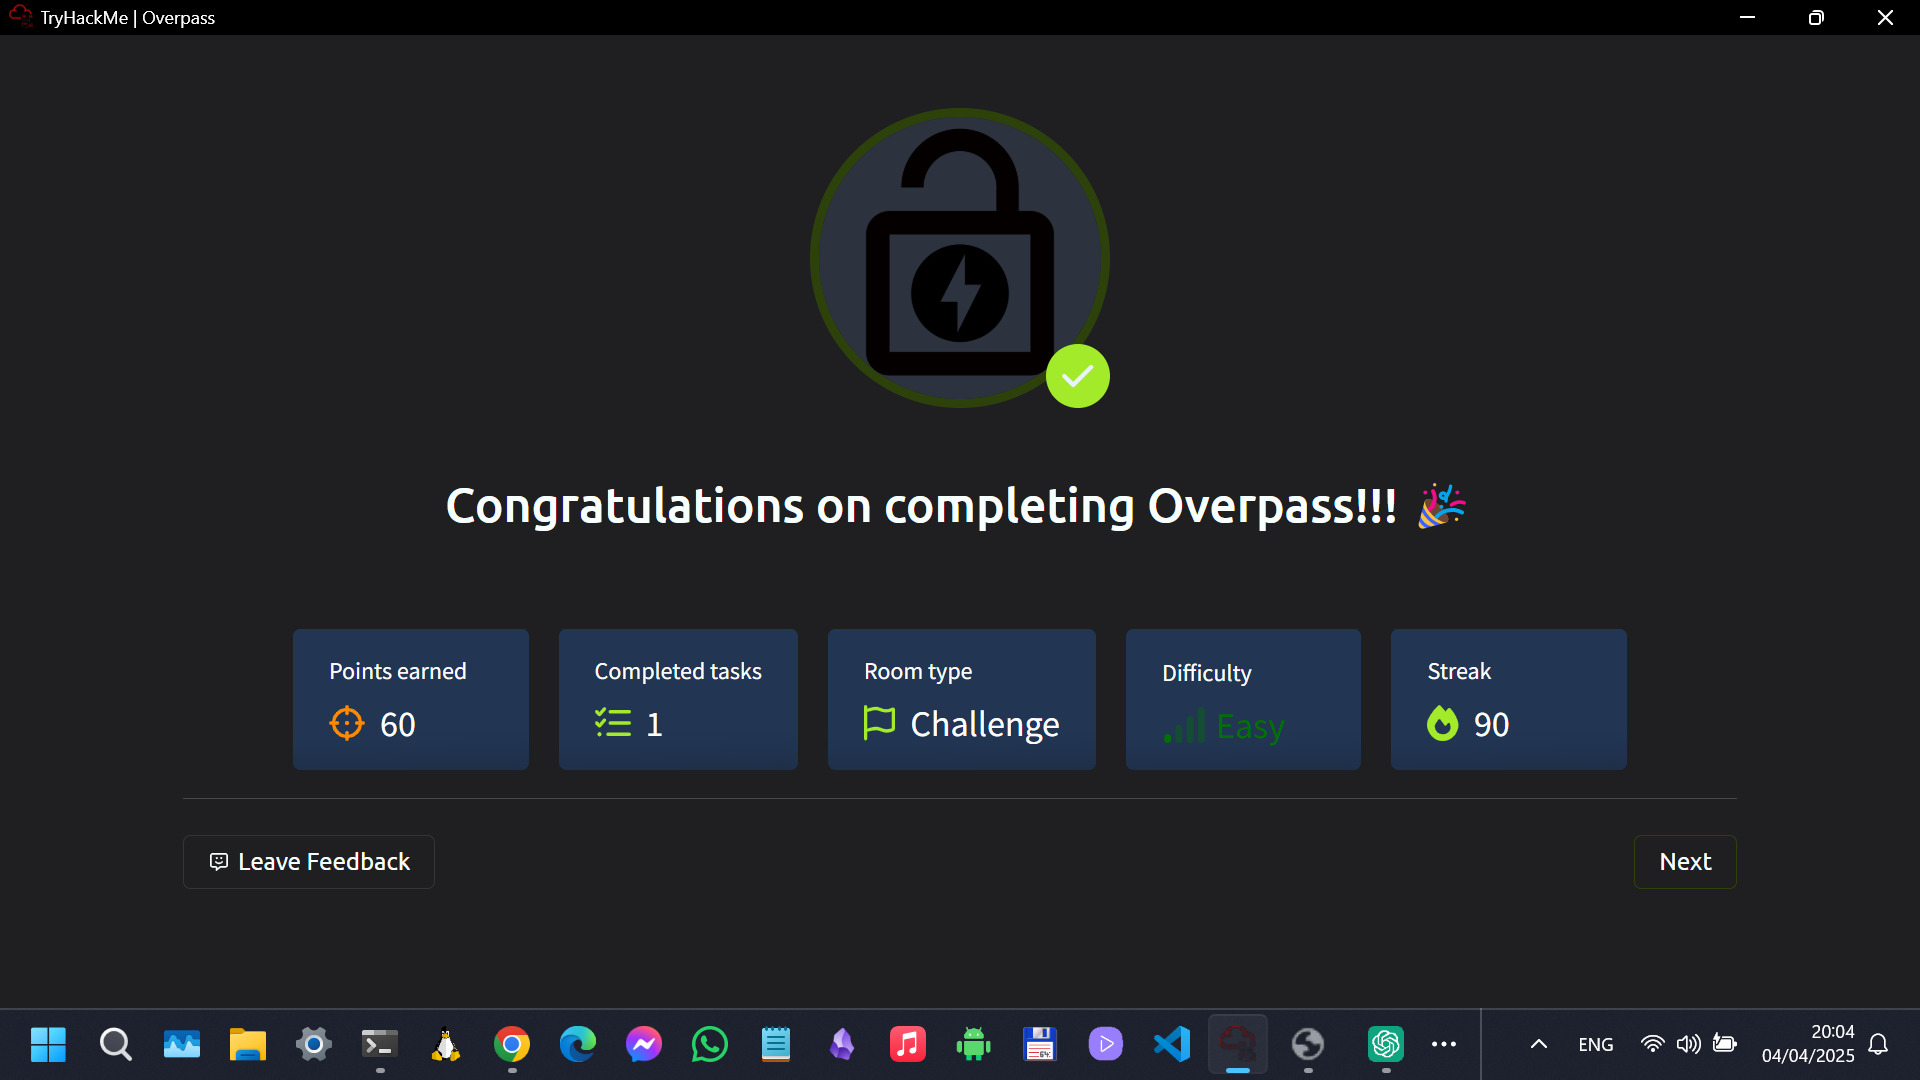 TryHackMe | Overpass
Congratulations on completing Overpass!!! 🎉
Points earned
60
Completed tasks
1
Room type
Challenge
Difficulty
Easy
Streak
90
Leave Feedback
Next
64
ENG
20:04
04/04/2025